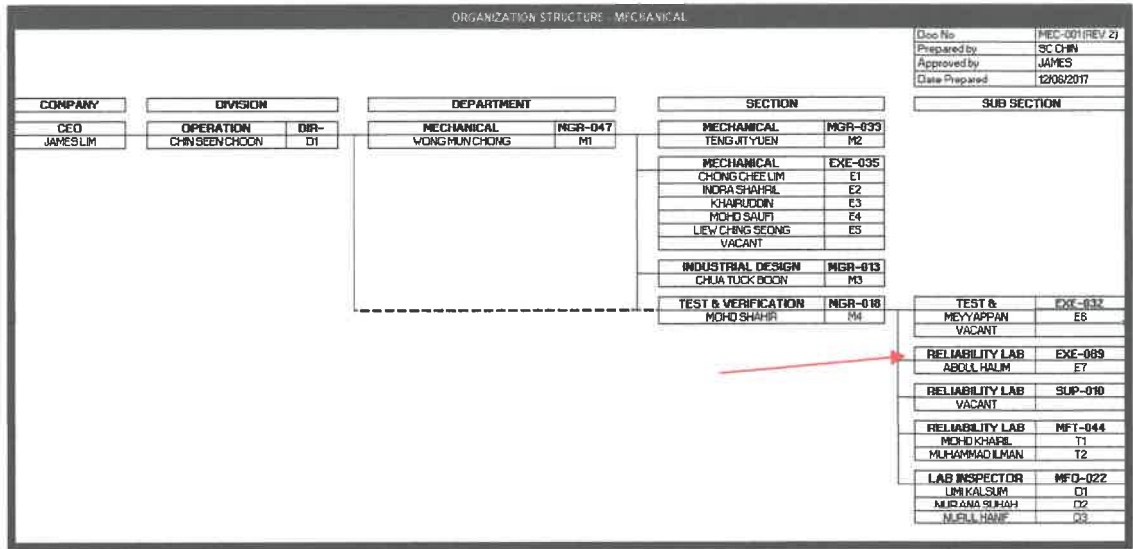 ORGANIZATION STRUCTURE - MECHANICAL
Doc No MEC-001(REV 2)
Prepared by SC CHIN
Approved by JAMES
Date Prepared 12/06/2017
COMPANY DIVISION DEPARTMENT SECTION SUB SECTION
CEO OPERATION DIR- MECHANICAL MGR-047 MECHANICAL MGR-033
JAMES LIM CHIN SEEN CHOON D1 WONG MUN CHONG M1 TENG JIT YUEN M2
MECHANICAL EXE-035
CHONG CHEE LIM E1
INDRA SHAHRIL E2
KHAIRUDDIN E3
MOHD SAUFI E4
LIEW CHING SEONG E5
VACANT
INDUSTRIAL DESIGN MGR-013
CHUA TUCK BOON M3
TEST & VERIFICATION MGR-018 TEST & EXE-032
MOHD SHAHIR M4 MEYYAPPAN E6
VACANT
RELIABILITY LAB EXE-089
ABDUL HALIM E7
RELIABILITY LAB SUP-010
VACANT
RELIABILITY LAB MFT-044
MOHD KHAIRIL T1
MUHAMMAD ILMAN T2
LAB INSPECTOR MFO-022
UMI KALSUM O1
NUR ANA SUHAH O2
NURUL HANIF O3